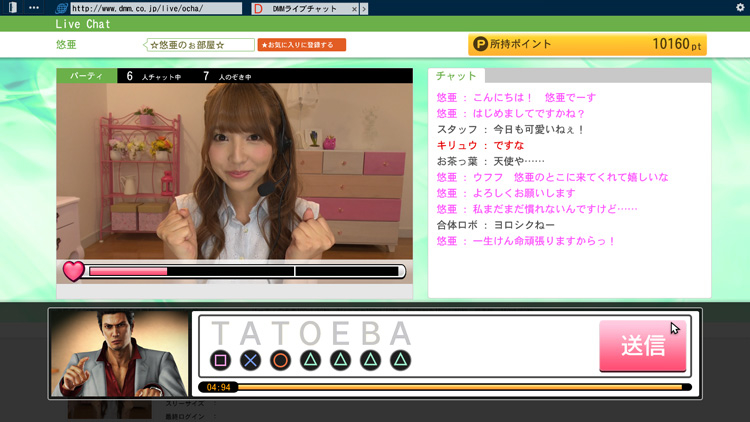 http://www.dmm.co.jp/live/ocha/
DMMライブチャット
Live Chat
悠亜
☆悠亜のぉ部屋☆
★お気に入りに登録する
P 所持ポイント 10160pt
パーティ 6 人チャット中 7 人のぞき中
チャット
悠亜 : こんにちは! 悠亜でーす
悠亜 : はじめましてですかね?
スタッフ : 今日も可愛いねぇ!
キリュウ : ですな
お茶っ葉 : 天使や……
悠亜 : ウフフ 悠亜のとこに来てくれて嬉しいな
悠亜 : よろしくお願いします
悠亜 : 私まだまだ慣れないんですけど……
合体ロボ : ヨロシクねー
悠亜 : 一生けん命頑張りますからっ!
TATOEBA
送信
04:94
スリーサイズ :
最終ログイン :